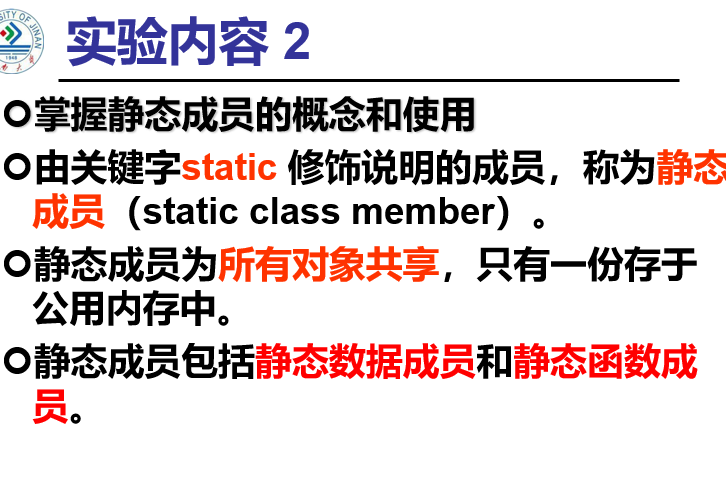 SITY OF JINAN
1948
实验内容 2
掌握静态成员的概念和使用
由关键字static 修饰说明的成员，称为静态
成员（static class member）。
静态成员为所有对象共享，只有一份存于
公用内存中。
静态成员包括静态数据成员和静态函数成
员。